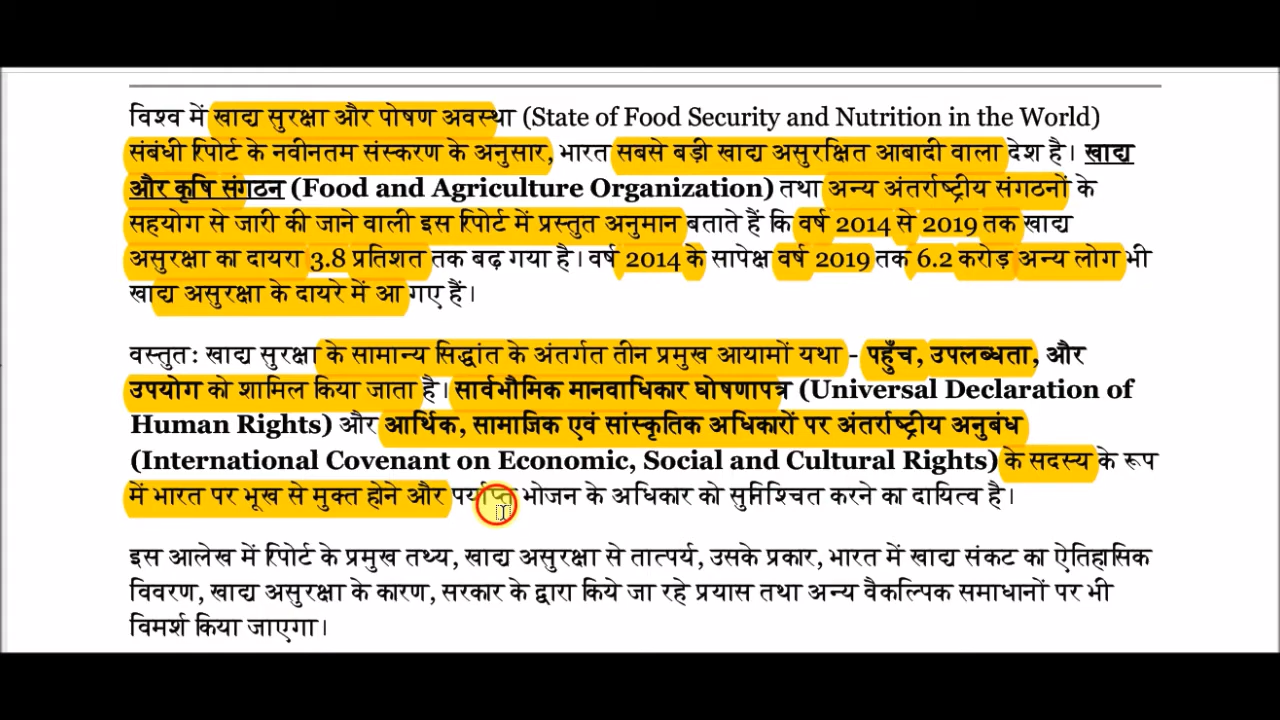 विश्व में खाद्य सुरक्षा और पोषण अवस्था (State of Food Security and Nutrition in the World)
संबंधी रिपोर्ट के नवीनतम संस्करण के अनुसार, भारत सबसे बड़ी खाद्य असुरक्षित आबादी वाला देश है। खाद्य
और कृषि संगठन (Food and Agriculture Organization) तथा अन्य अंतर्राष्ट्रीय संगठनों के
सहयोग से जारी की जाने वाली इस रिपोर्ट में प्रस्तुत अनुमान बताते हैं कि वर्ष 2014 से 2019 तक खाद्य
असुरक्षा का दायरा 3.8 प्रतिशत तक बढ़ गया है। वर्ष 2014 के सापेक्ष वर्ष 2019 तक 6.2 करोड़ अन्य लोग भी
खाद्य असुरक्षा के दायरे में आ गए हैं।
वस्तुतः खाद्य सुरक्षा के सामान्य सिद्धांत के अंतर्गत तीन प्रमुख आयामों यथा - पहुँच, उपलब्धता, और
उपयोग को शामिल किया जाता है। सार्वभौमिक मानवाधिकार घोषणापत्र (Universal Declaration of
Human Rights) और आर्थिक, सामाजिक एवं सांस्कृतिक अधिकारों पर अंतर्राष्ट्रीय अनुबंध
(International Covenant on Economic, Social and Cultural Rights) के सदस्य के रूप
में भारत पर भूख से मुक्त होने और पर्याप्त भोजन के अधिकार को सुनिश्चित करने का दायित्व है।
इस आलेख में रिपोर्ट के प्रमुख तथ्य, खाद्य असुरक्षा से तात्पर्य, उसके प्रकार, भारत में खाद्य संकट का ऐतिहासिक
विवरण, खाद्य असुरक्षा के कारण, सरकार के द्वारा किये जा रहे प्रयास तथा अन्य वैकल्पिक समाधानों पर भी
विमर्श किया जाएगा।